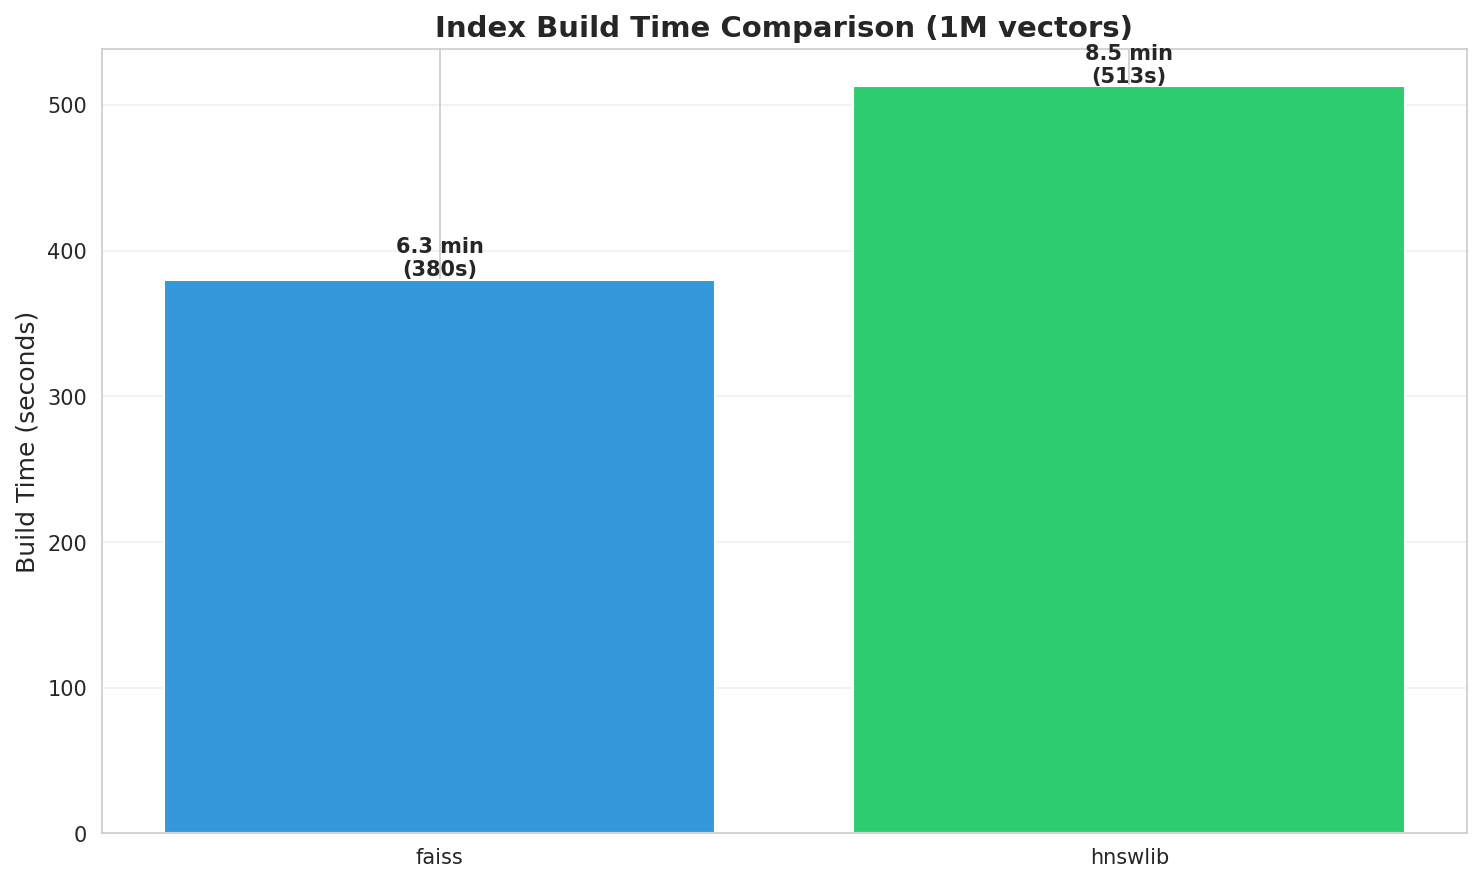 Index Build Time Comparison (1M vectors)
8.5 min
(513s)
6.3 min
(380s)
Build Time (seconds)
500
400
300
200
100
0
faiss
hnswlib